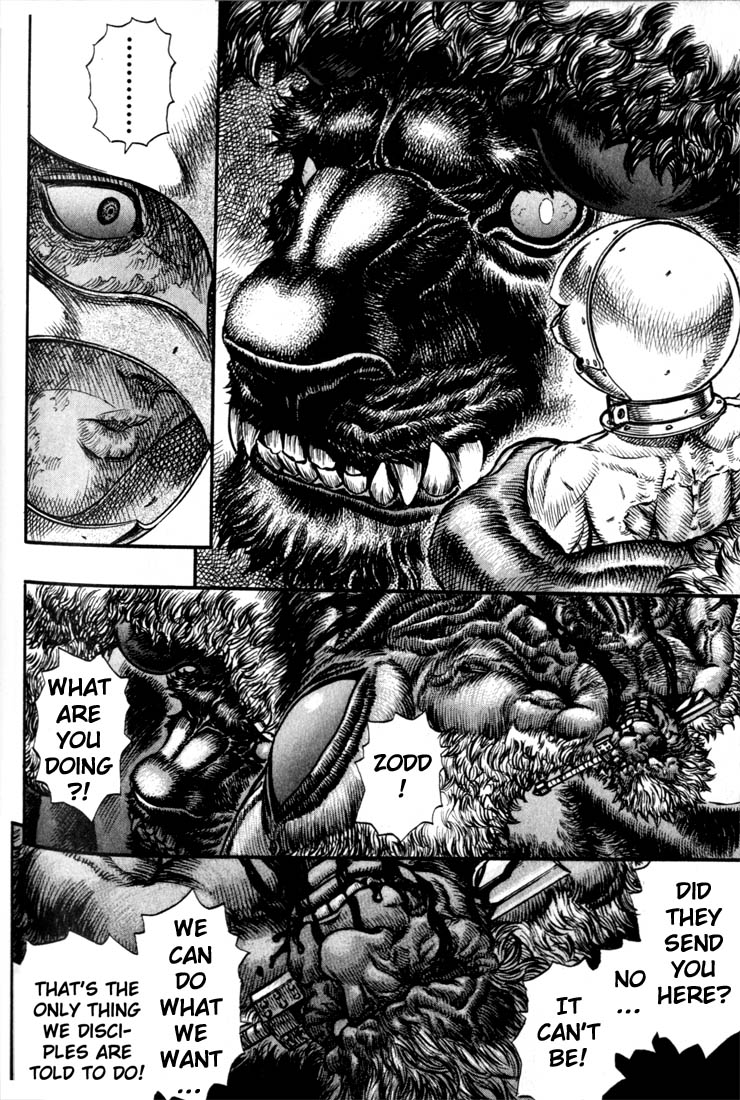 .........
ZODD
!
WHAT
ARE
YOU
DOING
?!
DID
THEY
SEND
YOU
HERE?
NO
...
IT
CAN'T
BE!
WE
CAN
DO
WHAT
WE
WANT
...
THAT'S THE
ONLY THING
WE DISCI-
PLES ARE
TOLD TO DO!